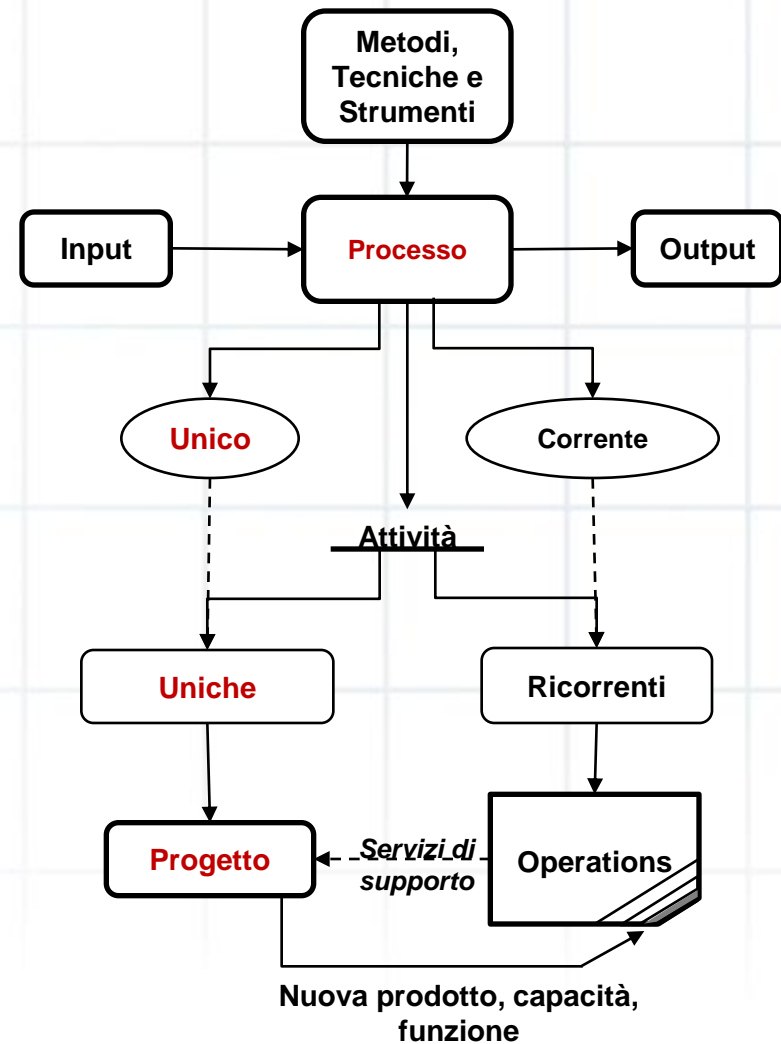 Metodi,
Tecniche e
Strumenti
Input
Processo
Output
Unico
Corrente
Attività
Uniche
Ricorrenti
Progetto
Servizi di
supporto
Operations
Nuova prodotto, capacità,
funzione